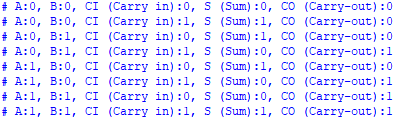 # A:0, B:0, CI (Carry in):0, S (Sum):0, CO (Carry-out):0
# A:0, B:0, CI (Carry in):1, S (Sum):1, CO (Carry-out):0
# A:0, B:1, CI (Carry in):0, S (Sum):1, CO (Carry-out):0
# A:0, B:1, CI (Carry in):1, S (Sum):0, CO (Carry-out):1
# A:1, B:0, CI (Carry in):0, S (Sum):1, CO (Carry-out):0
# A:1, B:0, CI (Carry in):1, S (Sum):0, CO (Carry-out):1
# A:1, B:1, CI (Carry in):0, S (Sum):0, CO (Carry-out):1
# A:1, B:1, CI (Carry in):1, S (Sum):1, CO (Carry-out):1